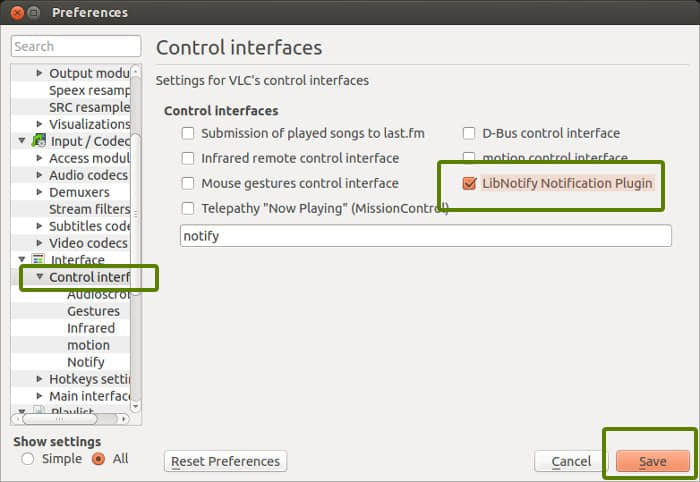 Preferences
Search
Control interfaces
Settings for VLC's control interfaces
Output modu
Speex resamp
SRC resample
Visualizations
Input / Codec
Access modul
Audio codecs
Demuxers
Stream filters
Subtitles code
Video codecs
Interface
Control interf
Audioscrob
Gestures
Infrared
motion
Notify
Hotkeys settin
Main interface
Playlist
Control interfaces
Submission of played songs to last.fm
D-Bus control interface
Infrared remote control interface
motion control interface
Mouse gestures control interface
LibNotify Notification Plugin
Telepathy "Now Playing" (MissionControl)
notify
Show settings
Simple
All
Reset Preferences
Cancel
Save